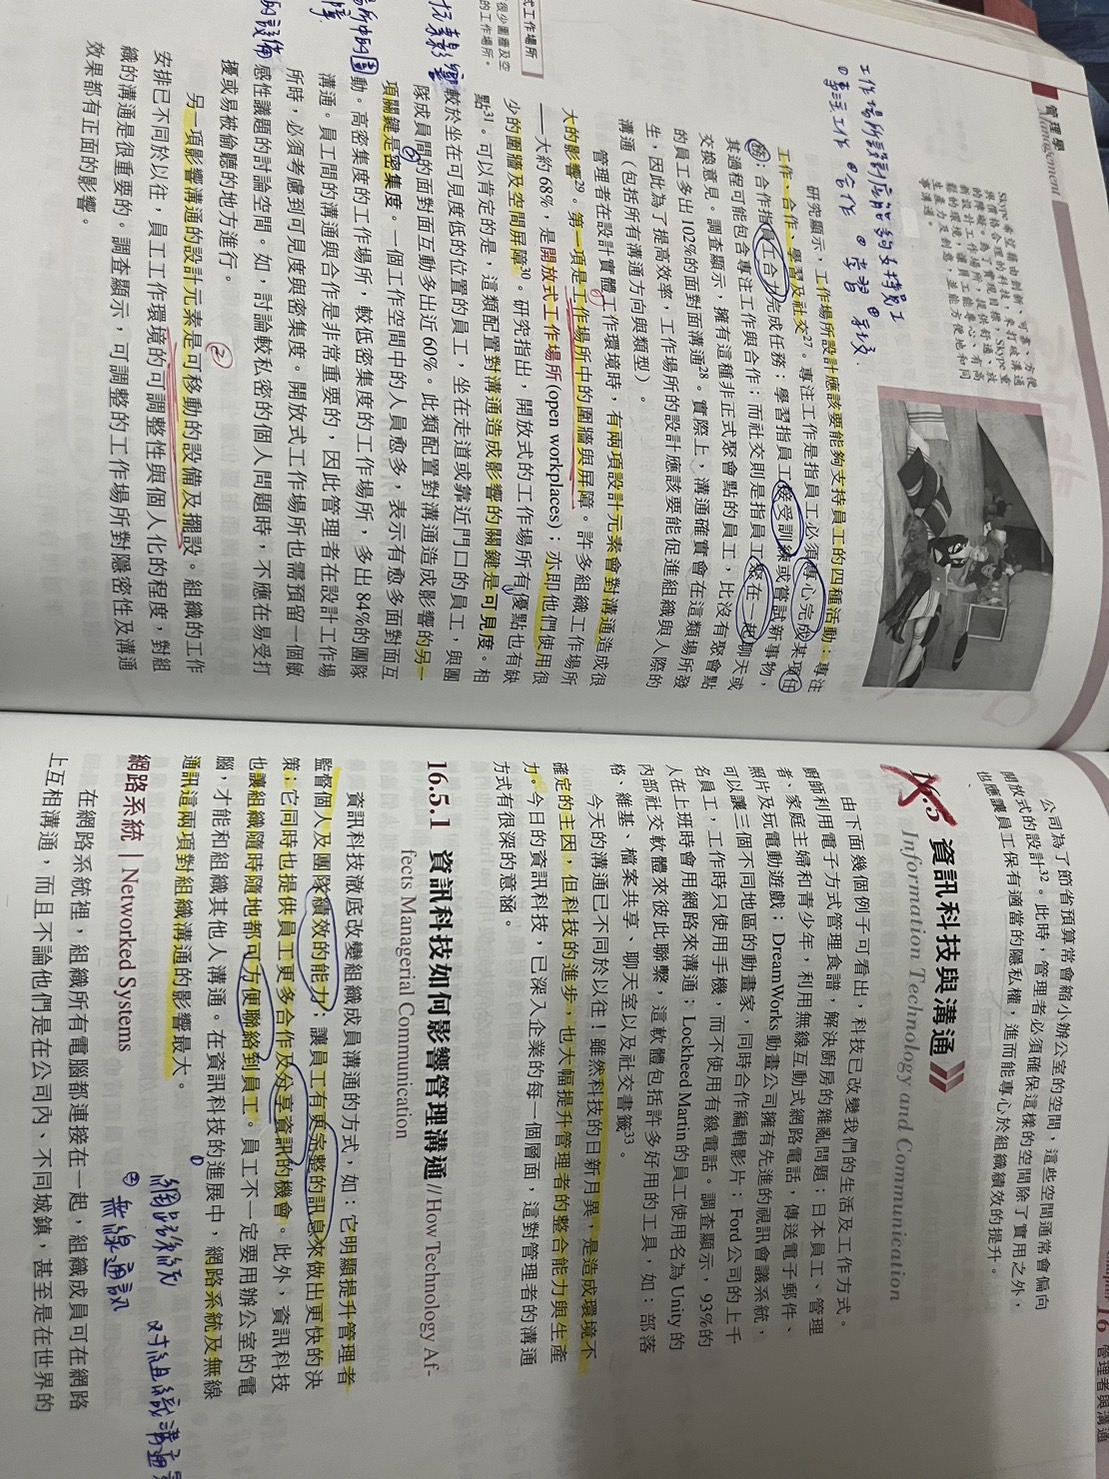 管理學
Management
Skype希望藉由創新、可靠、方便
與價格合理的科技,來打破溝通
的障礙。為了實現目標,Skype重
新設計工作場所,提供舒適、放
鬆的環境,讓員工能專心、有高
生產力及創意,並能方便地和同
事溝通。
工作場所設計應能夠支持員工
①專注工作 ②合作 ③學習 ④社交
研究顯示,工作場所設計應該要能夠支持員工的四種活動:專注
工作、合作、學習及社交27。專注工作是指員工必須專心完成某項任
務;合作指員工合力完成任務;學習指員工接受訓練或嘗試新事物,
其過程可能包含專注工作與合作;而社交則是指員工聚在一起聊天或
交換意見。調查顯示,擁有這種非正式聚會點的員工,比沒有聚會點
的員工多出102%的面對面溝通28。實際上,溝通確實會在這類場所發
生,因此為了提高效率,工作場所的設計應該要能促進組織與人際的
溝通(包括所有溝通方向與類型)。
管理者在設計實體工作環境時,有兩項設計元素會對溝通造成很
大的影響29。第一項是工作場所中的圍牆與屏障。許多組織工作場所
——大約68%,是開放式工作場所(open workplaces);亦即他們使用很
少的圍牆及空間屏障30。研究指出,開放式的工作場所有優點也有缺
點31。可以肯定的是,這類配置對溝通造成影響的關鍵是可見度。相
較於坐在可見度低的位置的員工,坐在走道或靠近門口的員工,與團
隊成員間的面對面互動多出近60%。此類配置對溝通造成影響的另一
項關鍵是密集度。一個工作空間中的人員愈多,表示有愈多面對面互
動。高密集度的工作場所,較低密集度的工作場所,多出84%的團隊
溝通。員工間的溝通與合作是非常重要的,因此管理者在設計工作場
所時,必須考慮到可見度與密集度。開放式工作場所也需預留一個敏
感性議題的討論空間。如,討論較私密的個人問題時,不應在易受打
擾或易被偷聽的地方進行。
②
另一項影響溝通的設計元素是可移動的設備及擺設。組織的工作
安排已不同於以往,員工工作環境的可調整性與個人化的程度,對組
織的溝通是很重要的。調查顯示,可調整的工作場所對隱密性及溝通
效果都有正面的影響。
式工作場所
很少圍牆及空
的工作場所。
素影響
場所中的圍
障
的設備
Chapter 16 管理者與溝通
公司為了節省預算常會縮小辦公室的空間,這些空間通常會偏向
開放式的設計32。此時,管理者必須確保這樣的空間除了實用之外,
也應讓員工保有適當的隱私權,進而能專心於組織績效的提升。
16.5 資訊科技與溝通
Information Technology and Communication
由下面幾個例子可看出,科技已改變我們的生活及工作方式。
廚師利用電子方式管理食譜,解決廚房的雜亂問題;日本員工、管理
者、家庭主婦和青少年,利用無線互動式網路電話,傳送電子郵件、
照片及玩電動遊戲;DreamWorks動畫公司擁有先進的視訊會議系統,
可以讓三個不同地區的動畫家,同時合作編輯影片;Ford公司的上千
名員工,工作時只使用手機,而不使用有線電話。調查顯示,93%的
人在上班時會用網路來溝通;Lockheed Martin的員工使用名為Unity的
內部社交軟體來彼此聯繫,這軟體包括許多好用的工具,如:部落
格、維基、檔案共享、聊天室以及社交書籤33。
今天的溝通已不同於以往!雖然科技的日新月異,是造成環境不
確定的主因,但科技的進步,也大幅提升管理者的整合能力與生產
力。今日的資訊科技,已深入企業的每一個層面,這對管理者的溝通
方式有很深的意涵。
16.5.1 資訊科技如何影響管理溝通//How Technology Af-
fects Managerial Communication
資訊科技徹底改變組織成員溝通的方式,如:它明顯提升管理者
監督個人及團隊績效的能力;讓員工有更完整的訊息來做出更快的決
策;它同時也提供員工更多合作及分享資訊的機會。此外,資訊科技
也讓組織隨時隨地都可方便聯絡到員工。員工不一定要用辦公室的電
腦,才能和組織其他人溝通。在資訊科技的進展中,網路系統及無線
通訊這兩項對組織溝通的影響最大。
① 網路系統 對組織溝通
② 無線通訊
網路系統 | Networked Systems
在網路系統裡,組織所有電腦都連接在一起,組織成員可在網路
上互相溝通,而且不論他們是在公司內、不同城鎮,甚至是在世界的